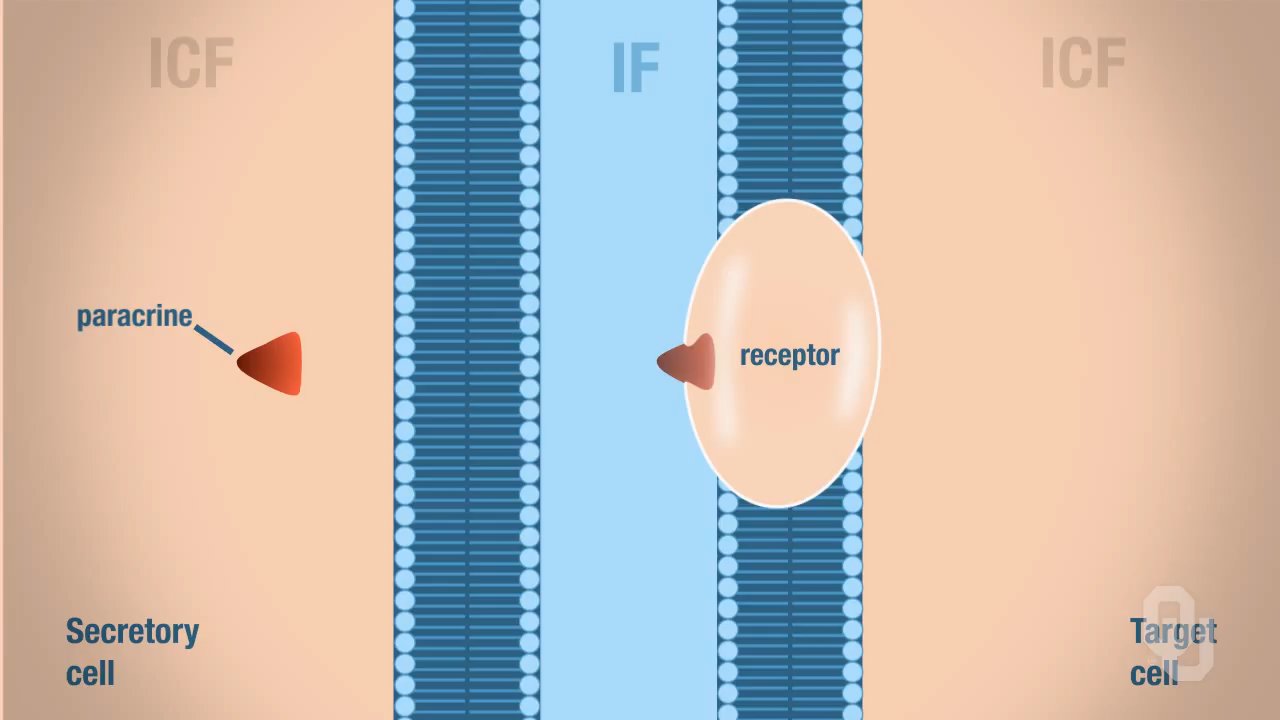 ICF
IF
ICF
paracrine
receptor
Secretory
cell
Target
cell